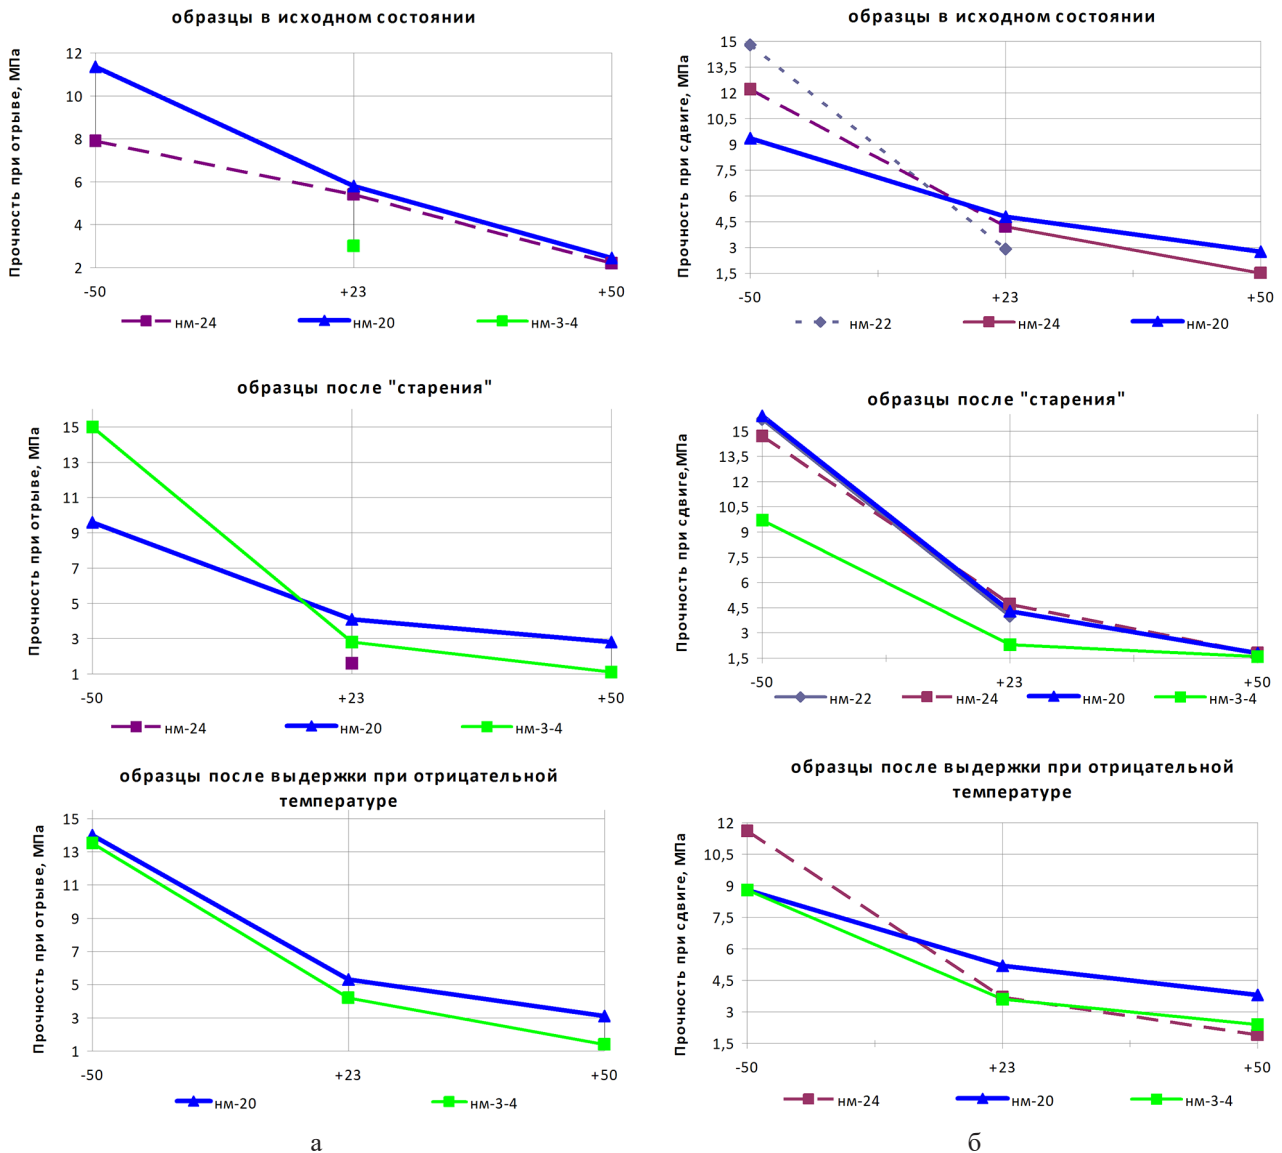 образцы в исходном состоянии
Прочность при отрыве, МПа
12
10
8
6
4
2
-50 +23 +50
нм-24 нм-20 нм-3-4
образцы в исходном состоянии
Прочность при сдвиге, МПа
15
13,5
12
10,5
9
7,5
6
4,5
3
1,5
-50 +23 +50
нм-22 нм-24 нм-20
образцы после "старения"
Прочность при отрыве, МПа
15
13
11
9
7
5
3
1
-50 +23 +50
нм-24 нм-20 нм-3-4
образцы после "старения"
Прочность при сдвиге,МПа
15
13,5
12
10,5
9
7,5
6
4,5
3
1,5
-50 +23 +50
нм-22 нм-24 нм-20 нм-3-4
образцы после выдержки при отрицательной
температуре
Прочность при отрыве, МПа
15
13
11
9
7
5
3
1
-50 +23 +50
нм-20 нм-3-4
образцы после выдержки при отрицательной
температуре
Прочность при сдвиге, МПа
12
10,5
9
7,5
6
4,5
3
1,5
-50 +23 +50
нм-24 нм-20 нм-3-4
а б